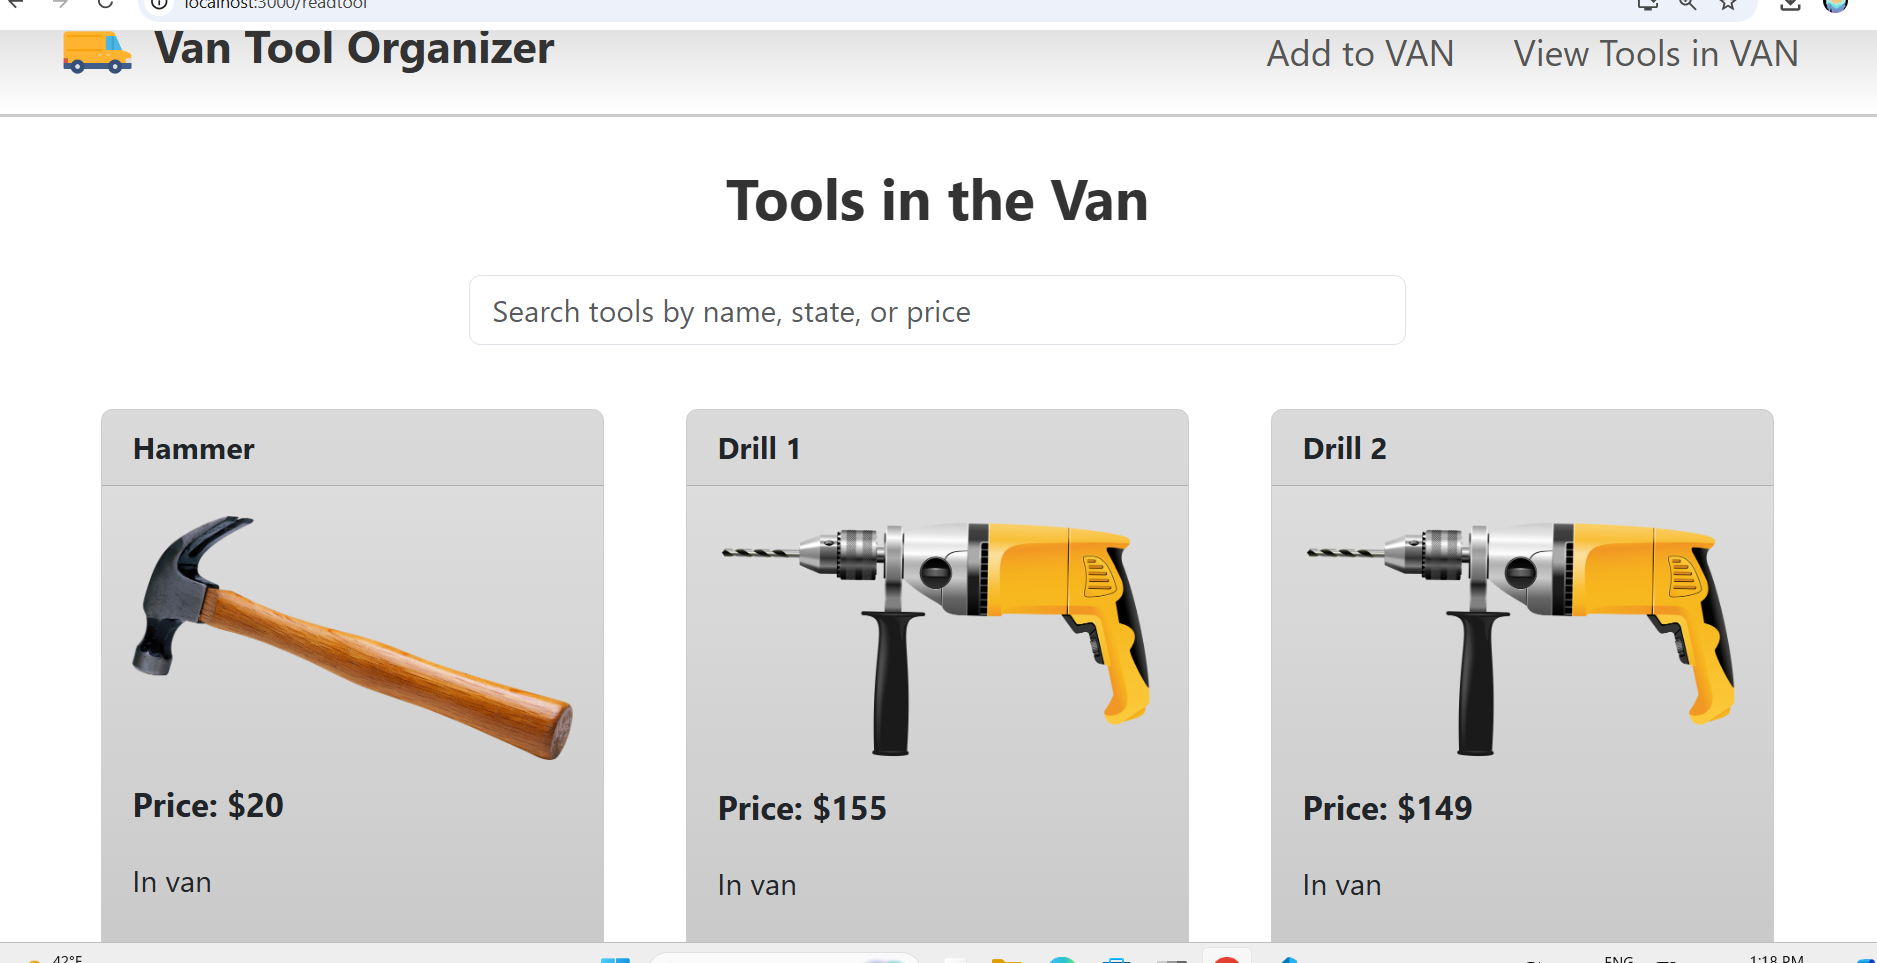 localhost:3000/readtool
Van Tool Organizer
Add to VAN View Tools in VAN
Tools in the Van
Search tools by name, state, or price
Hammer
Drill 1
Drill 2
Price: $20
Price: $155
Price: $149
In van
In van
In van
42°F
ENG
1:18 PM